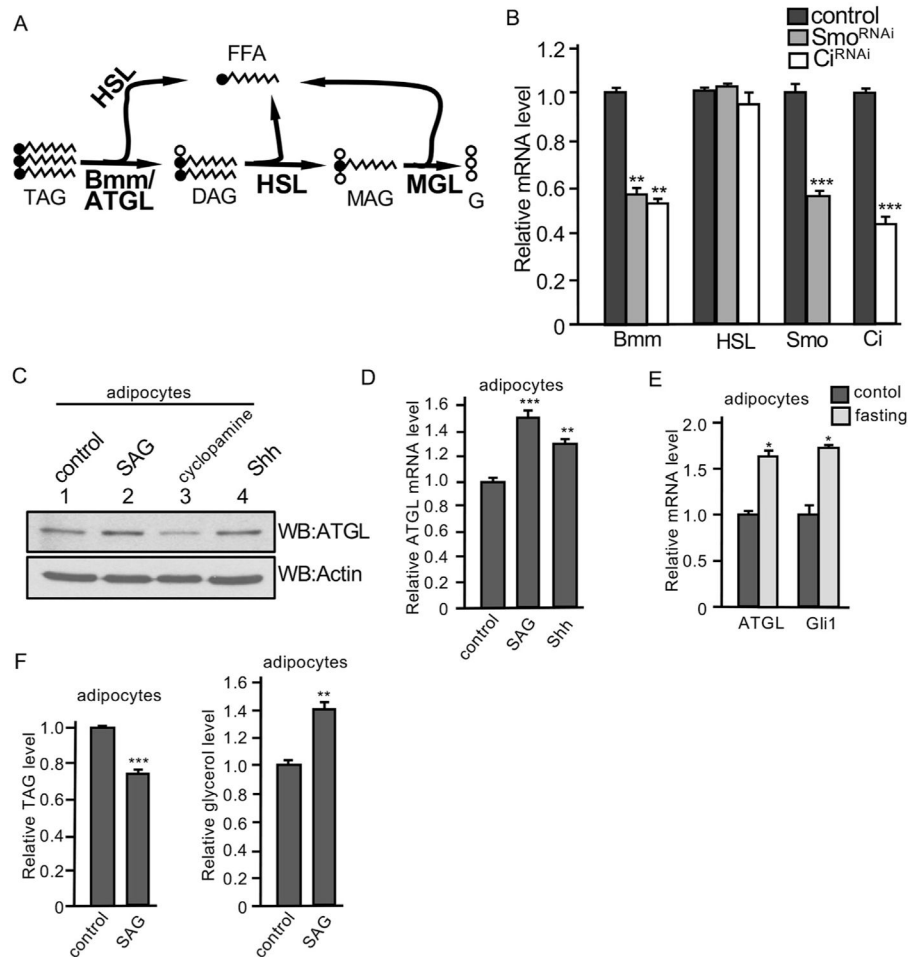 A
FFA
HSL
TAG
Bmm/
ATGL
DAG
HSL
MAG
MGL
G
B
control
Smo^RNAi
Ci^RNAi
Relative mRNA level
1.2
1.0
0.8
0.6
0.4
0.2
0
** **
***
***
Bmm HSL Smo Ci
C
adipocytes
control SAG cyclopamine Shh
1 2 3 4
WB:ATGL
WB:Actin
D
adipocytes
Relative ATGL mRNA level
1.6
1.4
1.2
1.0
0.8
0.6
0.4
0.2
0
***
**
control SAG Shh
E
contol
fasting
adipocytes
Relative mRNA level
2.0
1.5
1.0
0.5
0
* *
ATGL Gli1
F
adipocytes
Relative TAG level
1.0
0.8
0.6
0.4
0.2
0
***
control SAG
adipocytes
Relative glycerol level
1.6
1.4
1.2
1.0
0.8
0.6
0.4
0.2
0
**
control SAG